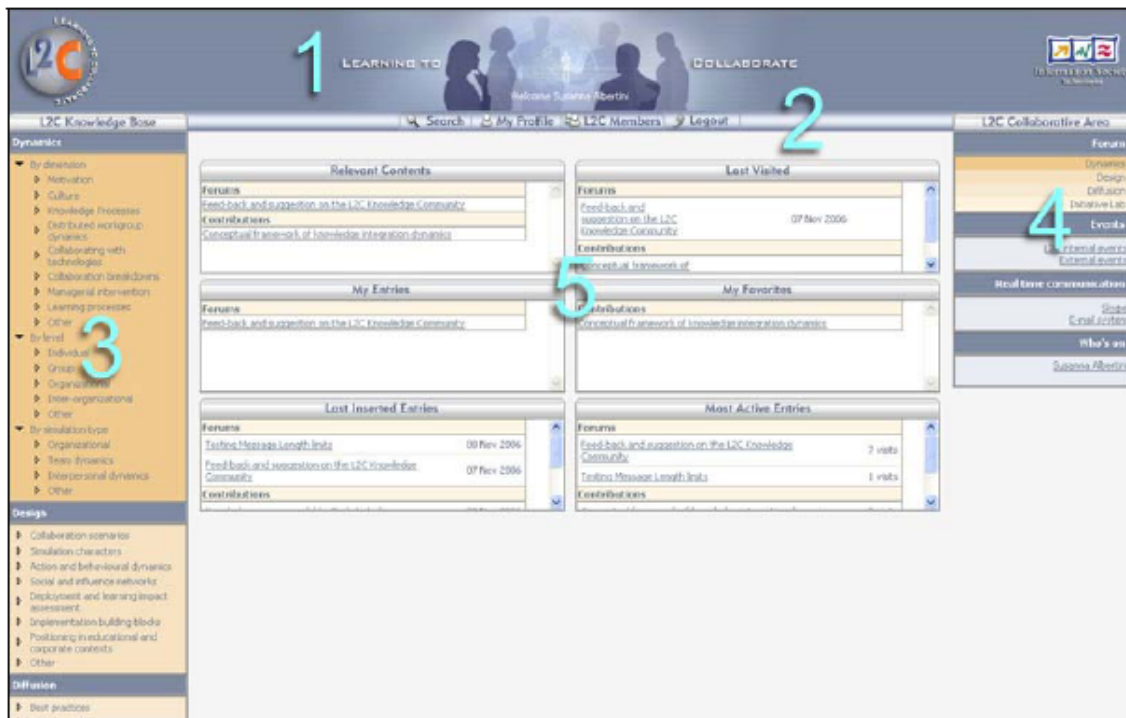 LEARNING TO COLLABORATE
L2C
1
LEARNING TO
COLLABORATE
Welcome Susanna Albertini
Information Society
2
L2C Knowledge Base
Search
My Profile
L2C Members
Logout
L2C Collaborative Area
Dynamics
By dimension
Motivation
Culture
Knowledge Processes
Distributed workgroup
dynamics
Collaborating with
technologies
Collaboration breakdowns
Managerial intervention
Learning processes
Other
By level
3
Individual
Group
Organizational
Inter-organizational
Other
By simulation type
Organizational
Team dynamics
Interpersonal dynamics
Other
Design
Collaboration scenarios
Simulation characters
Action and behavioural dynamics
Social and influence networks
Deployment and learning impact
assessment
Implementation building blocks
Positioning in educational and
corporate contexts
Other
Diffusion
Best practices
Relevant Contents
Forums
Feed-back and suggestion on the L2C Knowledge Community
Contributions
Conceptual framework of knowledge integration dynamics
Last Visited
Forums
Feed-back and
suggestion on the L2C
Knowledge Community
07 Nov 2006
Contributions
Conceptual framework of
5
My Entries
Forums
Feed-back and suggestion on the L2C Knowledge Community
My Favorites
Contributions
Conceptual framework of knowledge integration dynamics
Last Inserted Entries
Forums
Testing Message Length limits
08 Nov 2006
Feed-back and suggestion on the L2C Knowledge
Community
07 Nov 2006
Contributions
Most Active Entries
Forums
Feed-back and suggestion on the L2C Knowledge
Community
7 visits
Testing Message Length limits
1 visits
Contributions
Forum
Dynamics
Design
Diffusion
Initiative Lab
4
Events
L2C internal events
External events
Real time communication
Skype
E-mail system
Who's on
Susanna Albertini